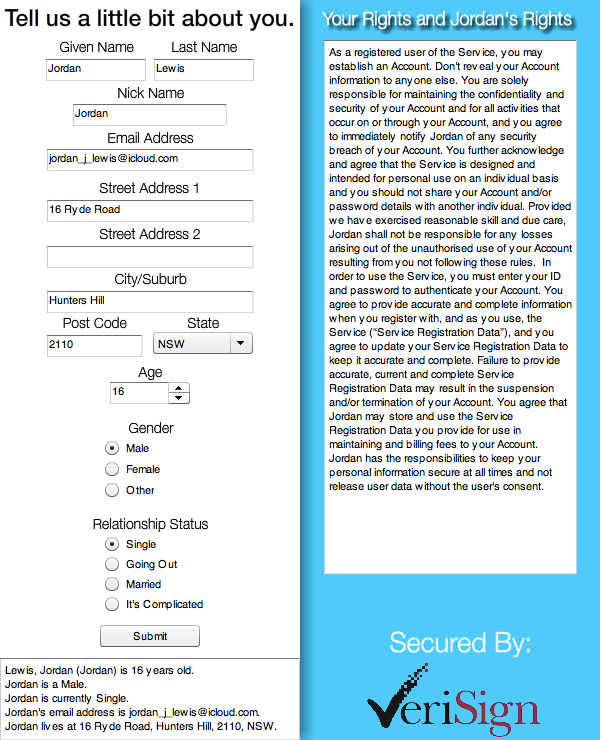 Tell us a little bit about you.
Given Name Last Name
Jordan Lewis
Nick Name
Jordan
Email Address
jordan_j_lewis@icloud.com
Street Address 1
16 Ryde Road
Street Address 2
City/Suburb
Hunters Hill
Post Code State
2110 NSW
Age
16
Gender
Male
Female
Other
Relationship Status
Single
Going Out
Married
It's Complicated
Submit
Lewis, Jordan (Jordan) is 16 years old.
Jordan is a Male.
Jordan is currently Single.
Jordan's email address is jordan_j_lewis@icloud.com.
Jordan lives at 16 Ryde Road, Hunters Hill, 2110, NSW.
Your Rights and Jordan's Rights
As a registered user of the Service, you may
establish an Account. Don't reveal your Account
information to anyone else. You are solely
responsible for maintaining the confidentiality and
security of your Account and for all activities that
occur on or through your Account, and you agree
to immediately notify Jordan of any security
breach of your Account. You further acknowledge
and agree that the Service is designed and
intended for personal use on an individual basis
and you should not share your Account and/or
password details with another individual. Provided
we have exercised reasonable skill and due care,
Jordan shall not be responsible for any losses
arising out of the unauthorised use of your Account
resulting from you not following these rules. In
order to use the Service, you must enter your ID
and password to authenticate your Account. You
agree to provide accurate and complete information
when you register with, and as you use, the
Service (“Service Registration Data”), and you
agree to update your Service Registration Data to
keep it accurate and complete. Failure to provide
accurate, current and complete Service
Registration Data may result in the suspension
and/or termination of your Account. You agree that
Jordan may store and use the Service
Registration Data you provide for use in
maintaining and billing fees to your Account.
Jordan has the responsibilities to keep your
personal information secure at all times and not
release user data without the user's consent.
Secured By:
VeriSign